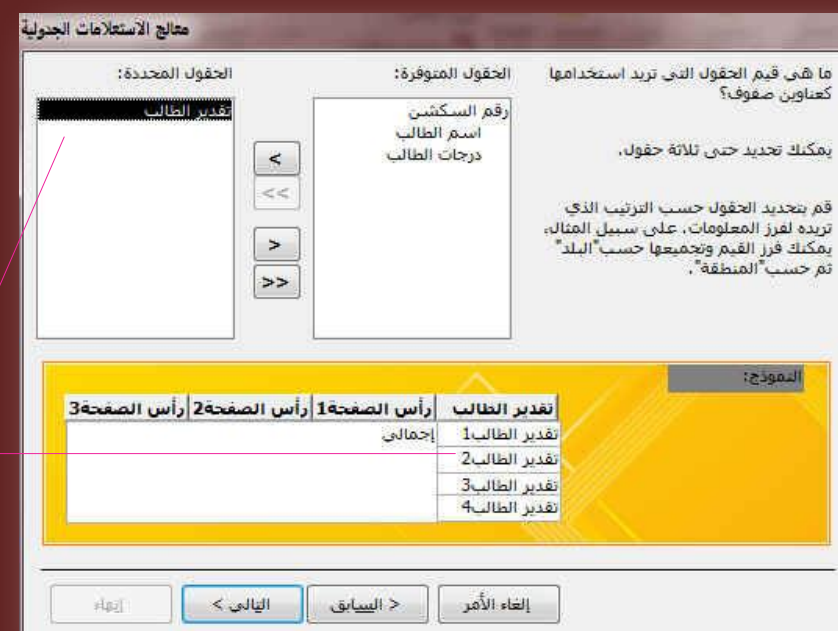 معالج الاستعلامات الجدولية
ما هي قيم الحقول التي تريد استخدامها
كعناوين صفوف؟
يمكنك تحديد حتى ثلاثة حقول.
قم بتحديد الحقول حسب الترتيب الذي
تريده لفرز المعلومات، على سبيل المثال،
يمكنك فرز القيم وتجميعها حسب"البلد"
ثم حسب"المنطقة".
الحقول المتوفرة:
رقم السكشن
اسم الطالب
درجات الطالب
>
>>
<
<<
الحقول المحددة:
تقدير الطالب
النموذج:
تقدير الطالب رأس الصفحة1 رأس الصفحة2 رأس الصفحة3
تقدير الطالب1 إجمالي
تقدير الطالب2
تقدير الطالب3
تقدير الطالب4
إلغاء الأمر
< السابق
التالي >
إنهاء